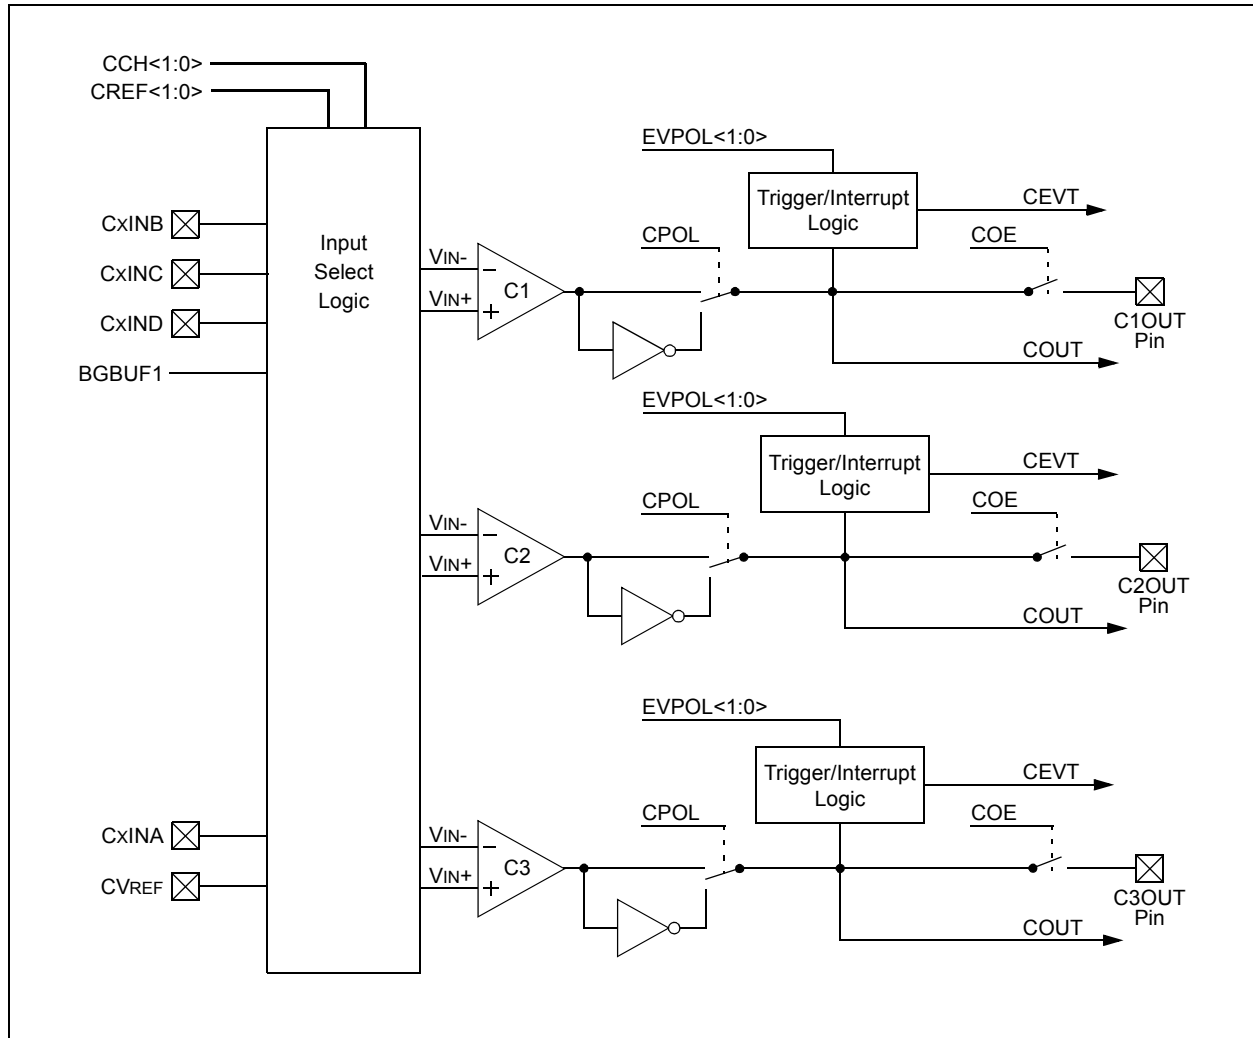 CCH<1:0>
CREF<1:0>
CXINB
CXINC
CXIND
BGBUF1
CXINA
CVREF
Input
Select
Logic
EVPOL<1:0>
Trigger/Interrupt
Logic
CEVT
CPOL
COE
VIN-
VIN+
C1
C1OUT
Pin
COUT
EVPOL<1:0>
Trigger/Interrupt
Logic
CEVT
CPOL
COE
VIN-
VIN+
C2
C2OUT
Pin
COUT
EVPOL<1:0>
Trigger/Interrupt
Logic
CEVT
CPOL
COE
VIN-
VIN+
C3
C3OUT
Pin
COUT